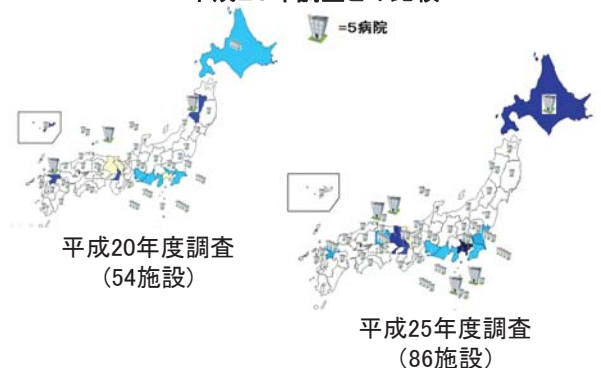 =5病院
平成20年度調査
(54施設)
平成25年度調査
(86施設)